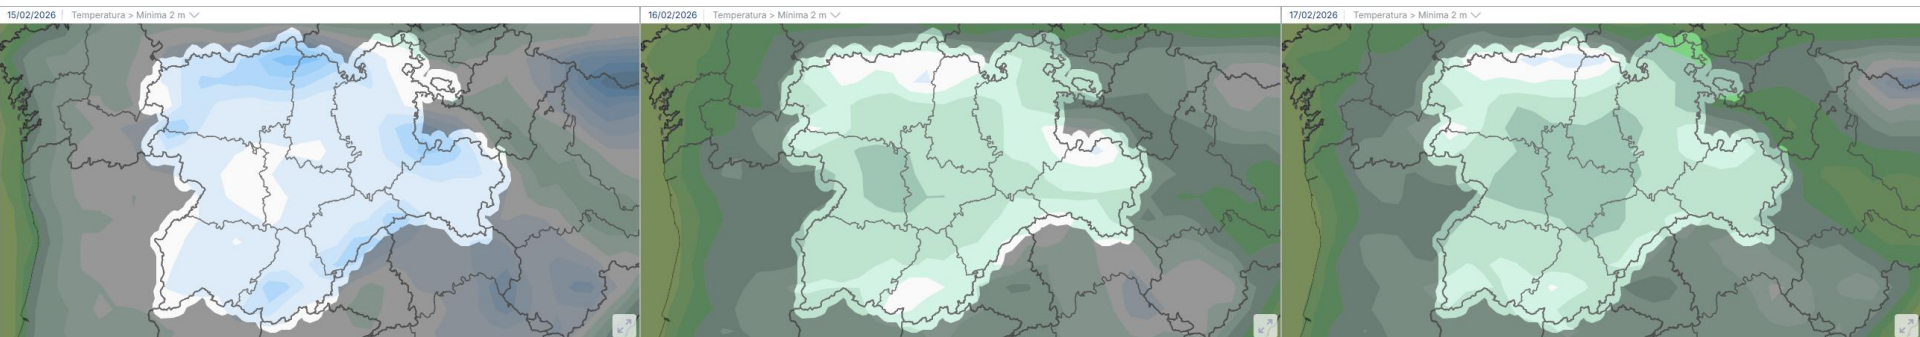 15/02/2026 Temperatura > Mínima 2 m
16/02/2026 Temperatura > Mínima 2 m
17/02/2026 Temperatura > Mínima 2 m